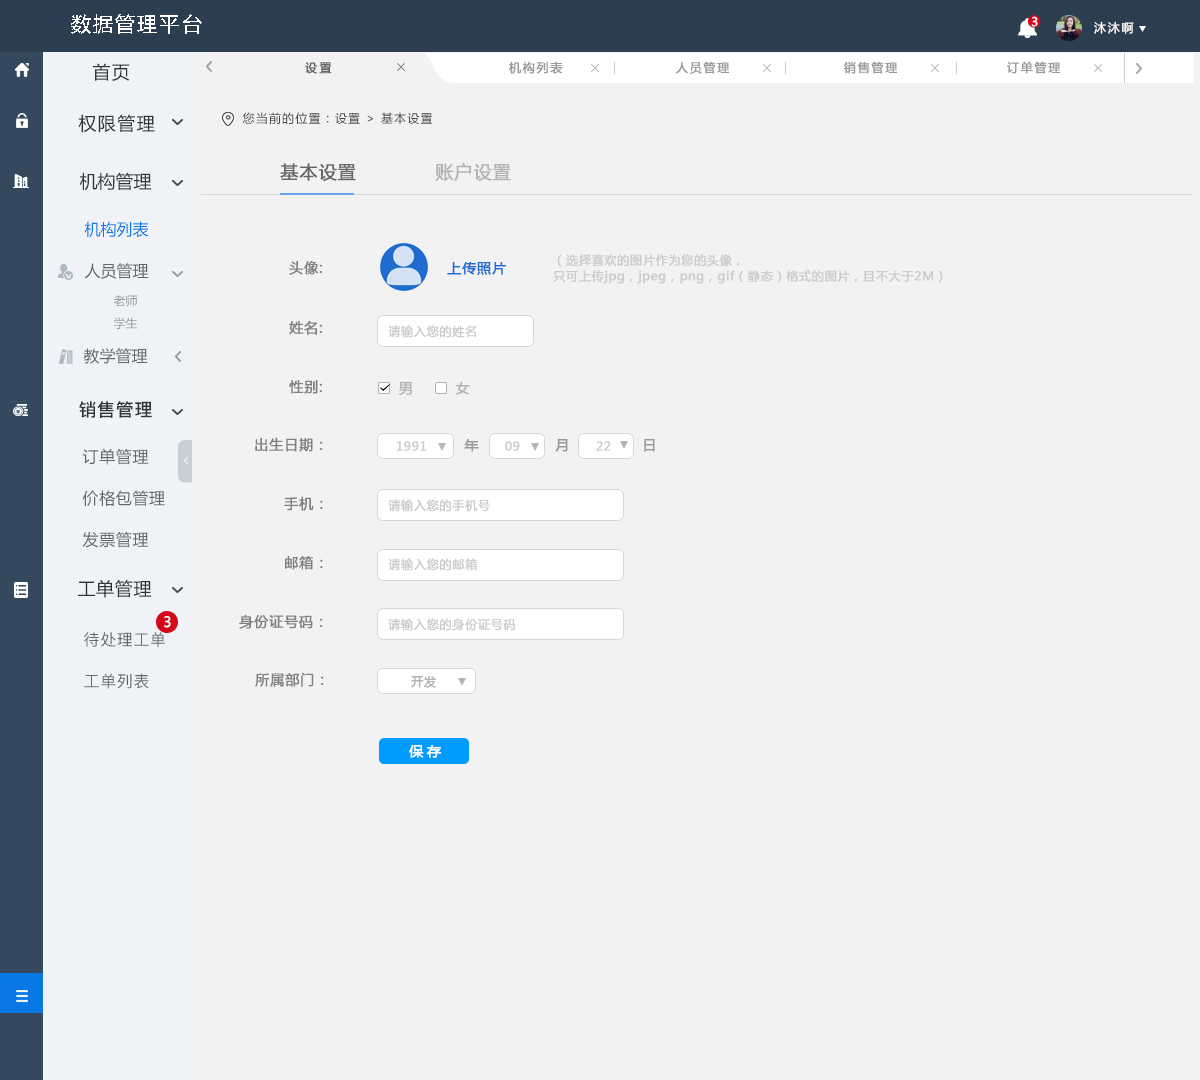 数据管理平台
3
沐沐啊
首页
权限管理
机构管理
机构列表
人员管理
老师
学生
教学管理
销售管理
订单管理
价格包管理
发票管理
工单管理
3
待处理工单
工单列表
设置
机构列表
人员管理
销售管理
订单管理
您当前的位置：设置 > 基本设置
基本设置
账户设置
头像:
上传照片
（选择喜欢的图片作为您的头像，
只可上传jpg，jpeg，png，gif（静态）格式的图片，且不大于2M）
姓名:
请输入您的姓名
性别:
男
女
出生日期：
1991 年 09 月 22 日
手机：
请输入您的手机号
邮箱：
请输入您的邮箱
身份证号码：
请输入您的身份证号码
所属部门：
开发
保存